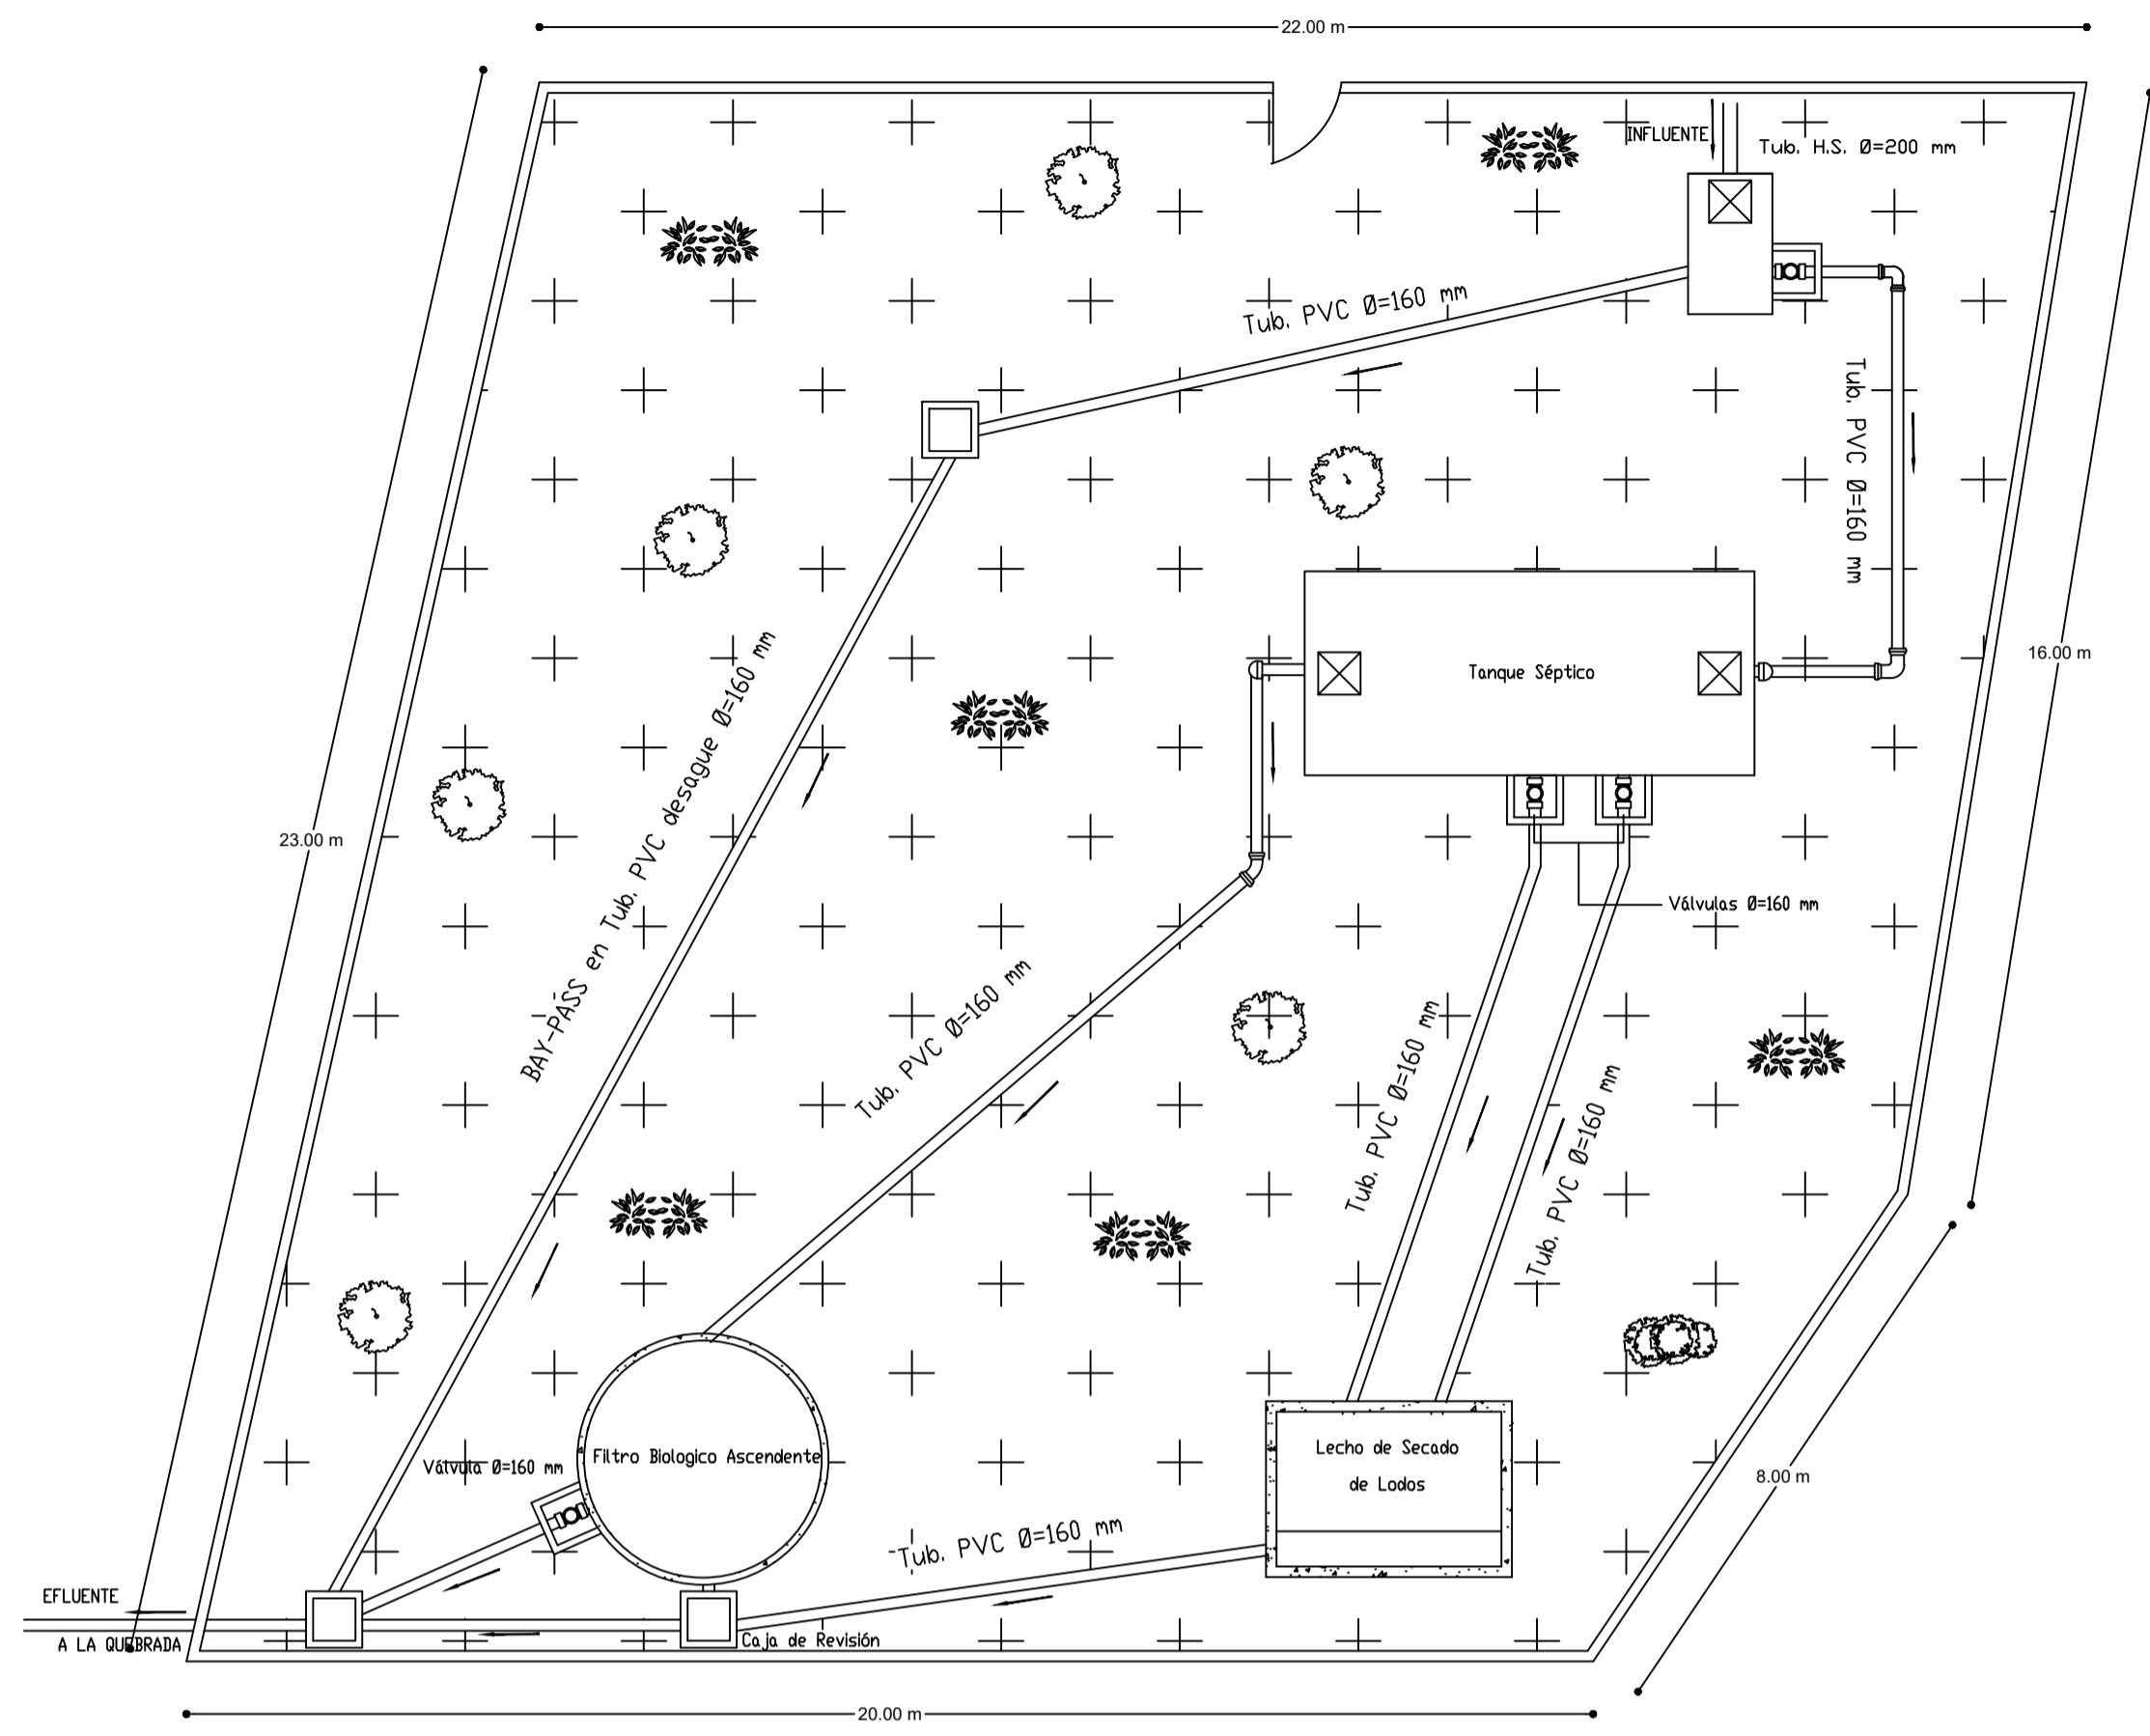 22.00 m
INFLUENTE
Tub. H.S. Ø=200 mm
Tub. PVC Ø=160 mm
Tub. PVC Ø=160 mm
16.00 m
Tanque Séptico
BAY-PASS en Tub. PVC desague Ø=160 mm
23.00 m
Válvulas Ø=160 mm
Tub. PVC Ø=160 mm
Tub. PVC Ø=160 mm
Tub. PVC Ø=160 mm
Lecho de Secado
de Lodos
Filtro Biologico Ascendente
Válvula Ø=160 mm
8.00 m
Tub. PVC Ø=160 mm
EFLUENTE
A LA QUEBRADA
Caja de Revisión
20.00 m